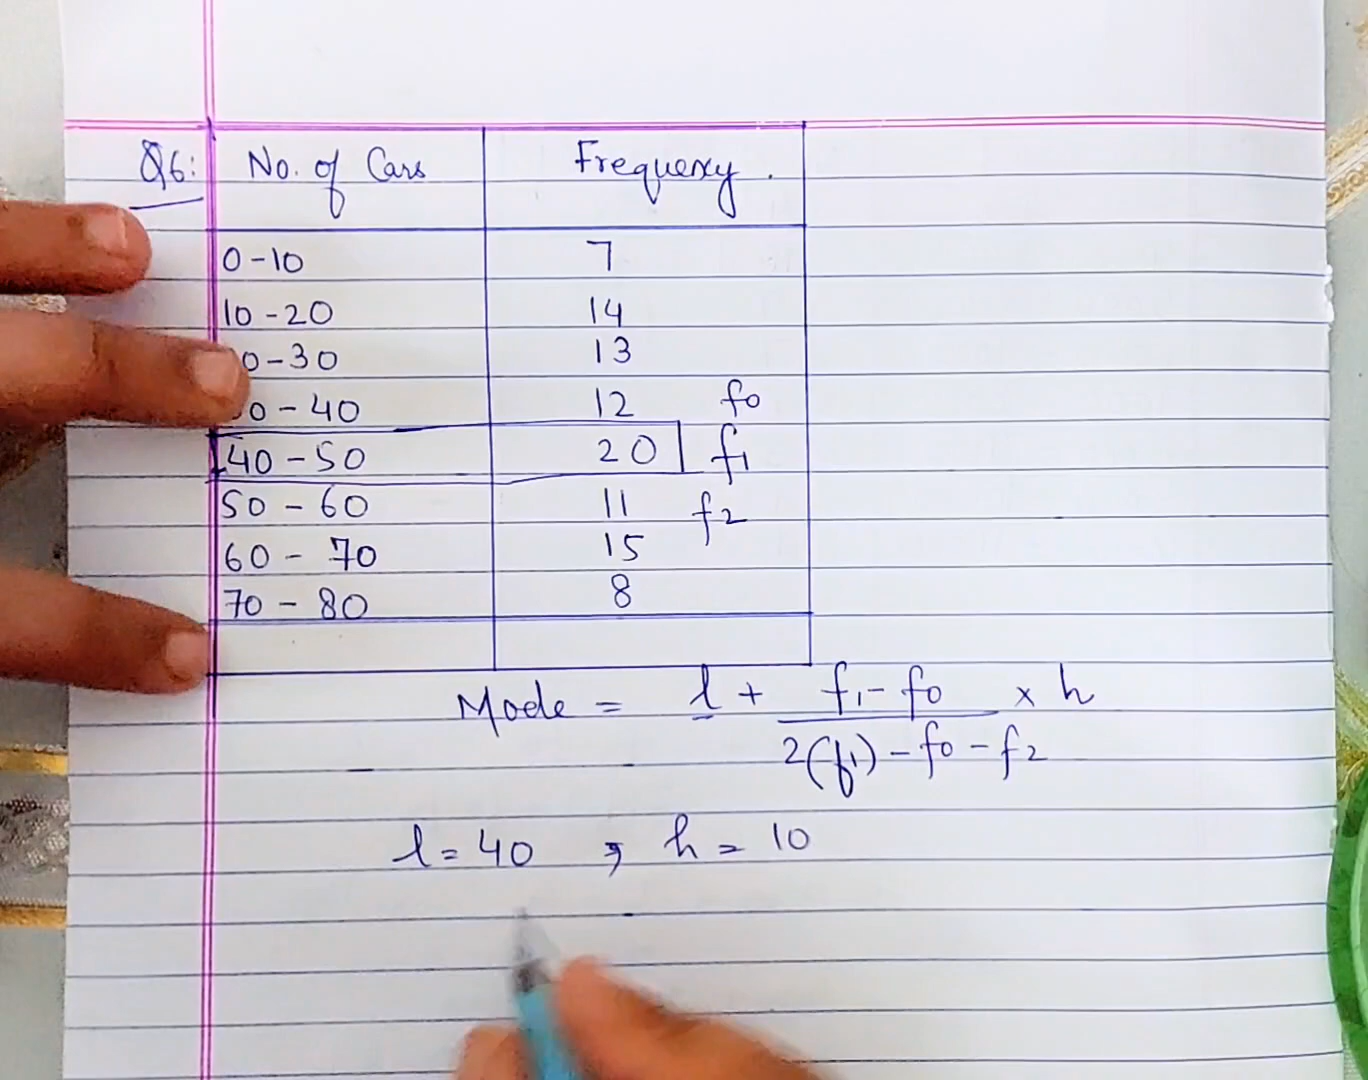 Q6: No. of Cars Frequency.
0-10 7
10-20 14
0-30 13
0-40 12 f0
40-50 20 f1
50-60 11 f2
60-70 15
70-80 8
Mode = l + f1-f0 x h
2(f1)-f0-f2
l=40 , h=10